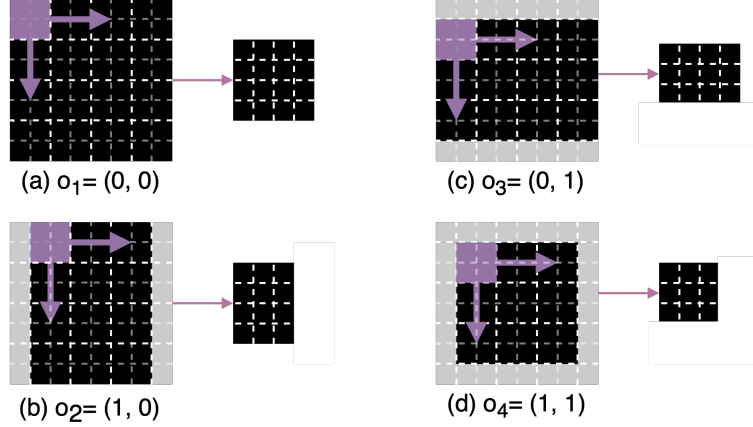 (a) o₁= (0, 0)
(c) o₃= (0, 1)
(b) o₂= (1, 0)
(d) o₄= (1, 1)